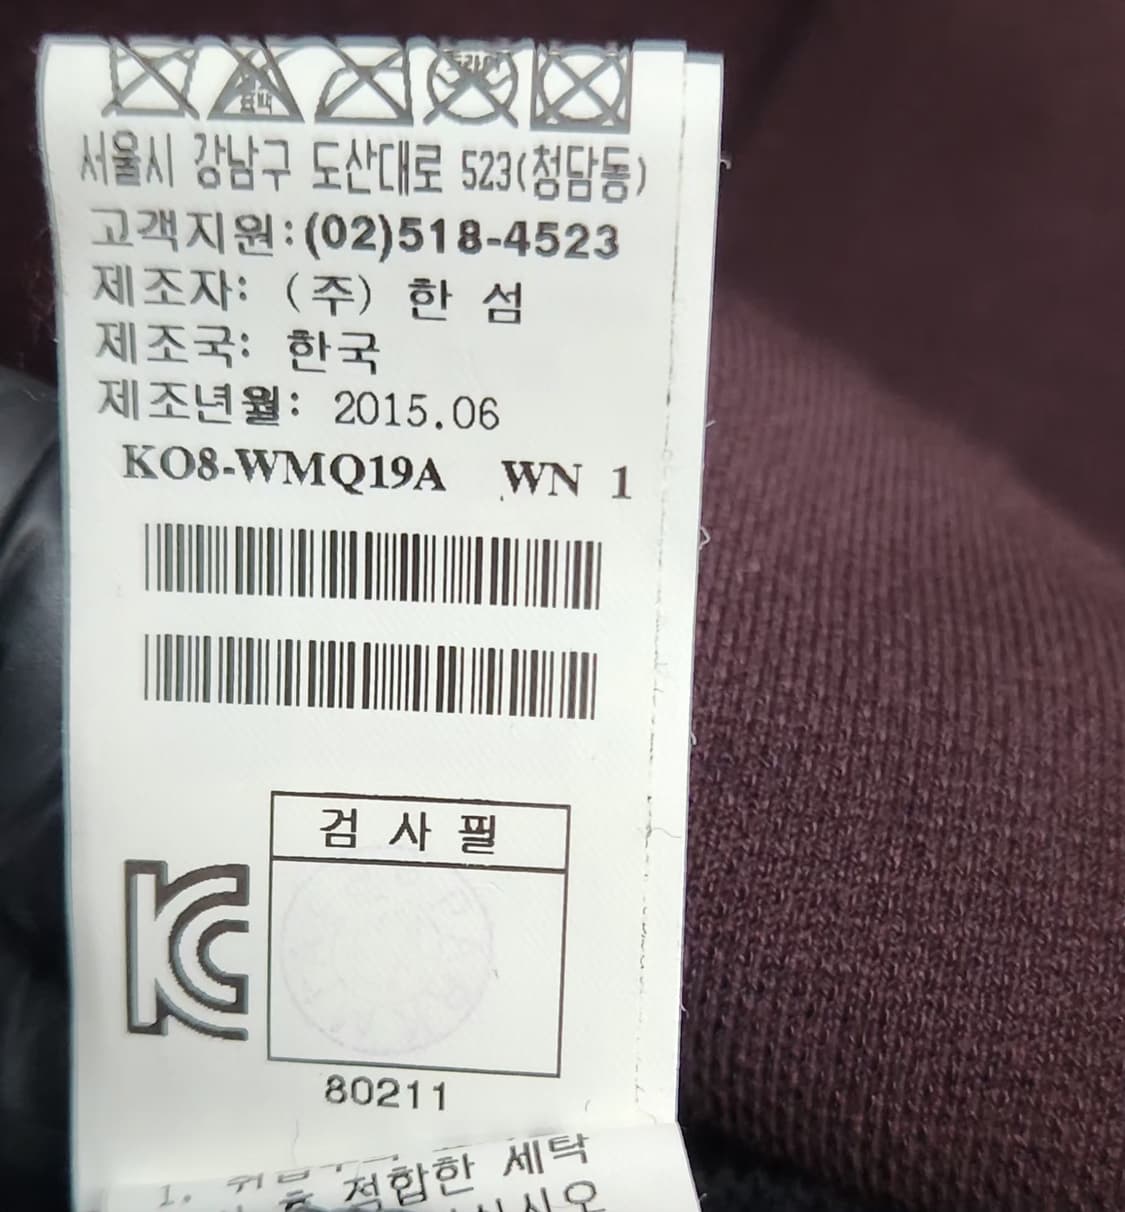 서울시 강남구 도산대로 523(청담동)
고객지원:(02)518-4523
제조자: (주) 한 섬
제조국: 한국
제조년월: 2015.06
KO8-WMQ19A WN 1
검 사 필
KC
80211
1.
적합한 세탁